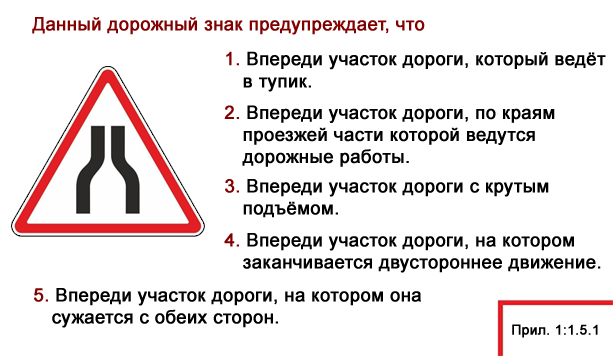 Данный дорожный знак предупреждает, что
1. Впереди участок дороги, который ведёт
в тупик.
2. Впереди участок дороги, по краям
проезжей части которой ведутся
дорожные работы.
3. Впереди участок дороги с крутым
подъёмом.
4. Впереди участок дороги, на котором
заканчивается двустороннее движение.
5. Впереди участок дороги, на котором она
сужается с обеих сторон.
Прил. 1:1.5.1